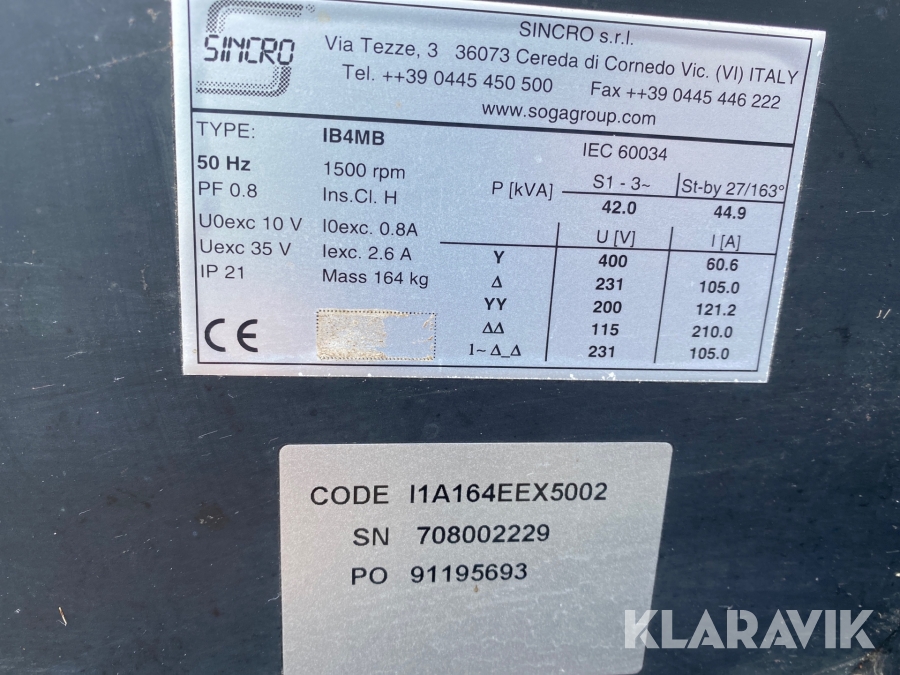 SINCRO
SINCRO s.r.l.
Via Tezze, 3 36073 Cereda di Cornedo Vic. (VI) ITALY
Tel. ++39 0445 450 500 Fax ++39 0445 446 222
www.sogagroup.com
TYPE: IB4MB
50 Hz 1500 rpm
PF 0.8 Ins.Cl. H
U0exc 10 V I0exc. 0.8A
Uexc 35 V Iexc. 2.6 A
IP 21 Mass 164 kg
CE
IEC 60034
P [kVA] S1 - 3~ St-by 27/163°
42.0 44.9
U [V] I [A]
Y 400 60.6
Δ 231 105.0
YY 200 121.2
ΔΔ 115 210.0
1~ Δ_Δ 231 105.0
CODE I1A164EEX5002
SN 708002229
PO 91195693
KLARAVIK